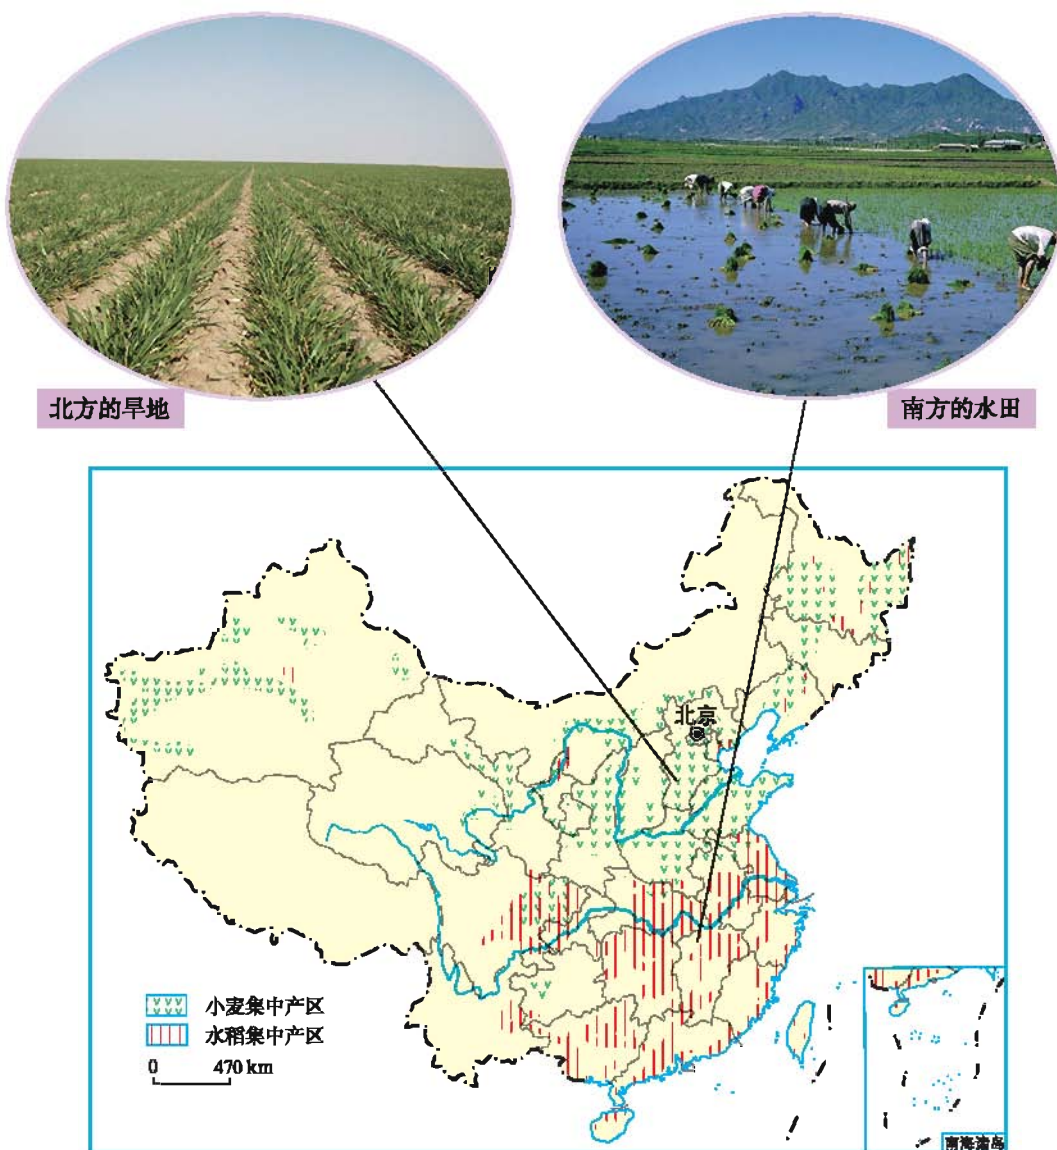 北方的旱地
南方的水田
北京
小麦集中产区
水稻集中产区
0 470 km
南海诸岛